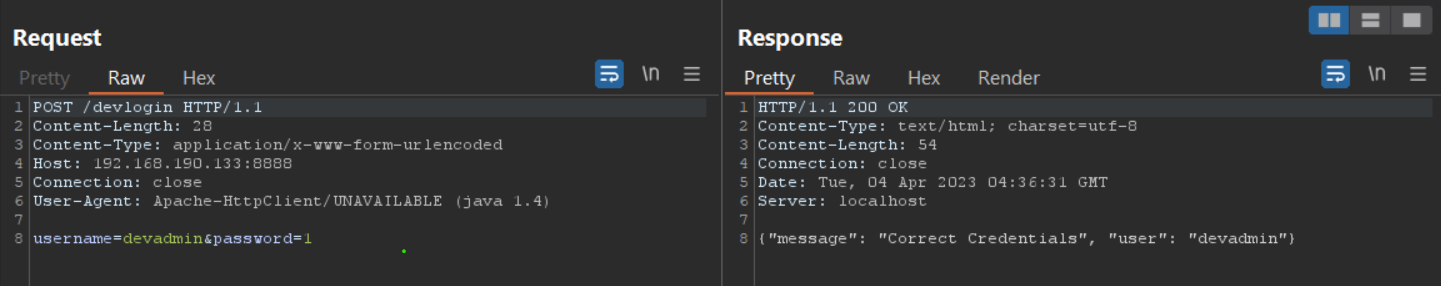 Request
Pretty Raw Hex \n
1 POST /devlogin HTTP/1.1
2 Content-Length: 28
3 Content-Type: application/x-www-form-urlencoded
4 Host: 192.168.190.133:8888
5 Connection: close
6 User-Agent: Apache-HttpClient/UNAVAILABLE (java 1.4)
7
8 username=devadmin&password=1
Response
Pretty Raw Hex Render \n
1 HTTP/1.1 200 OK
2 Content-Type: text/html; charset=utf-8
3 Content-Length: 54
4 Connection: close
5 Date: Tue, 04 Apr 2023 04:36:31 GMT
6 Server: localhost
7
8 {"message": "Correct Credentials", "user": "devadmin"}